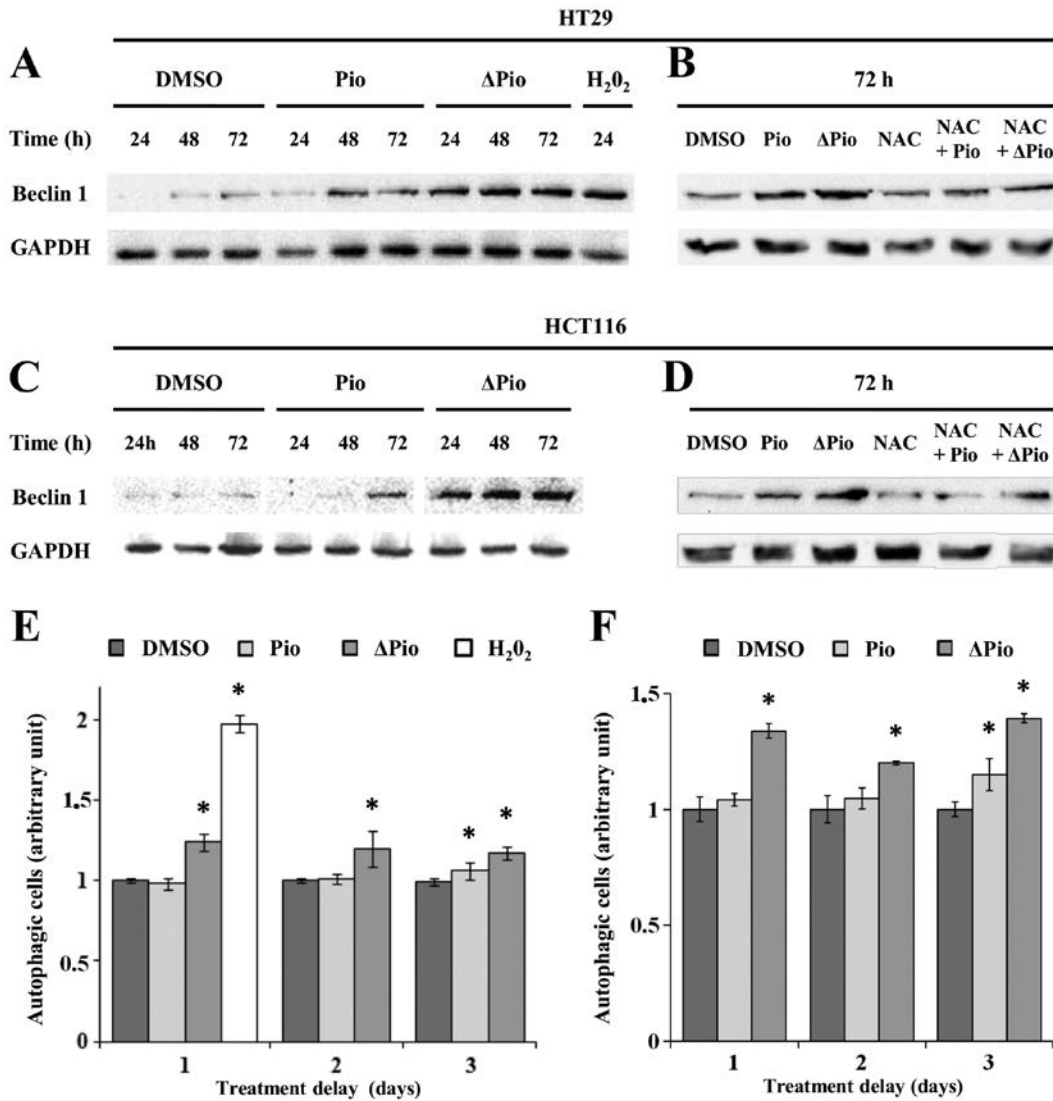 HT29
A
DMSO Pio ΔPio H₂0₂
Time (h) 24 48 72 24 48 72 24 48 72 24
Beclin 1
GAPDH
B
72 h
DMSO Pio ΔPio NAC NAC + Pio NAC + ΔPio
HCT116
C
DMSO Pio ΔPio
Time (h) 24h 48 72 24 48 72 24 48 72
Beclin 1
GAPDH
D
72 h
DMSO Pio ΔPio NAC NAC + Pio NAC + ΔPio
E
DMSO Pio ΔPio H₂0₂
Autophagic cells (arbitrary unit)
2
1.5
1
0.5
0
* * * * *
1 2 3
Treatment delay (days)
F
DMSO Pio ΔPio
Autophagic cells (arbitrary unit)
1.5
1
0.5
0
* * * *
1 2 3
Treatment delay (days)